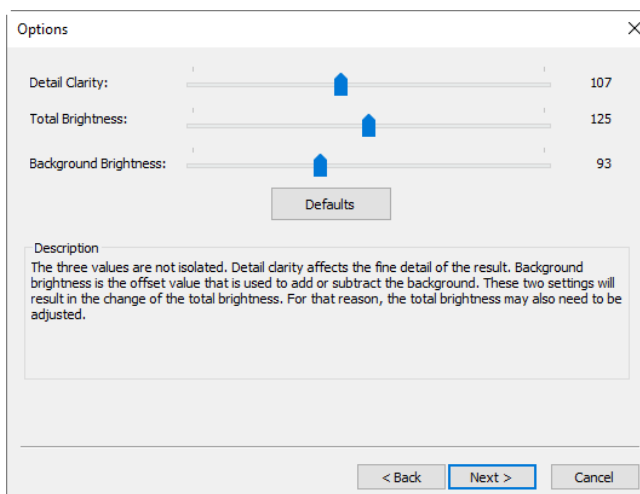 Options
Detail Clarity: 107
Total Brightness: 125
Background Brightness: 93
Defaults
Description
The three values are not isolated. Detail clarity affects the fine detail of the result. Background
brightness is the offset value that is used to add or subtract the background. These two settings will
result in the change of the total brightness. For that reason, the total brightness may also need to be
adjusted.
< Back Next > Cancel